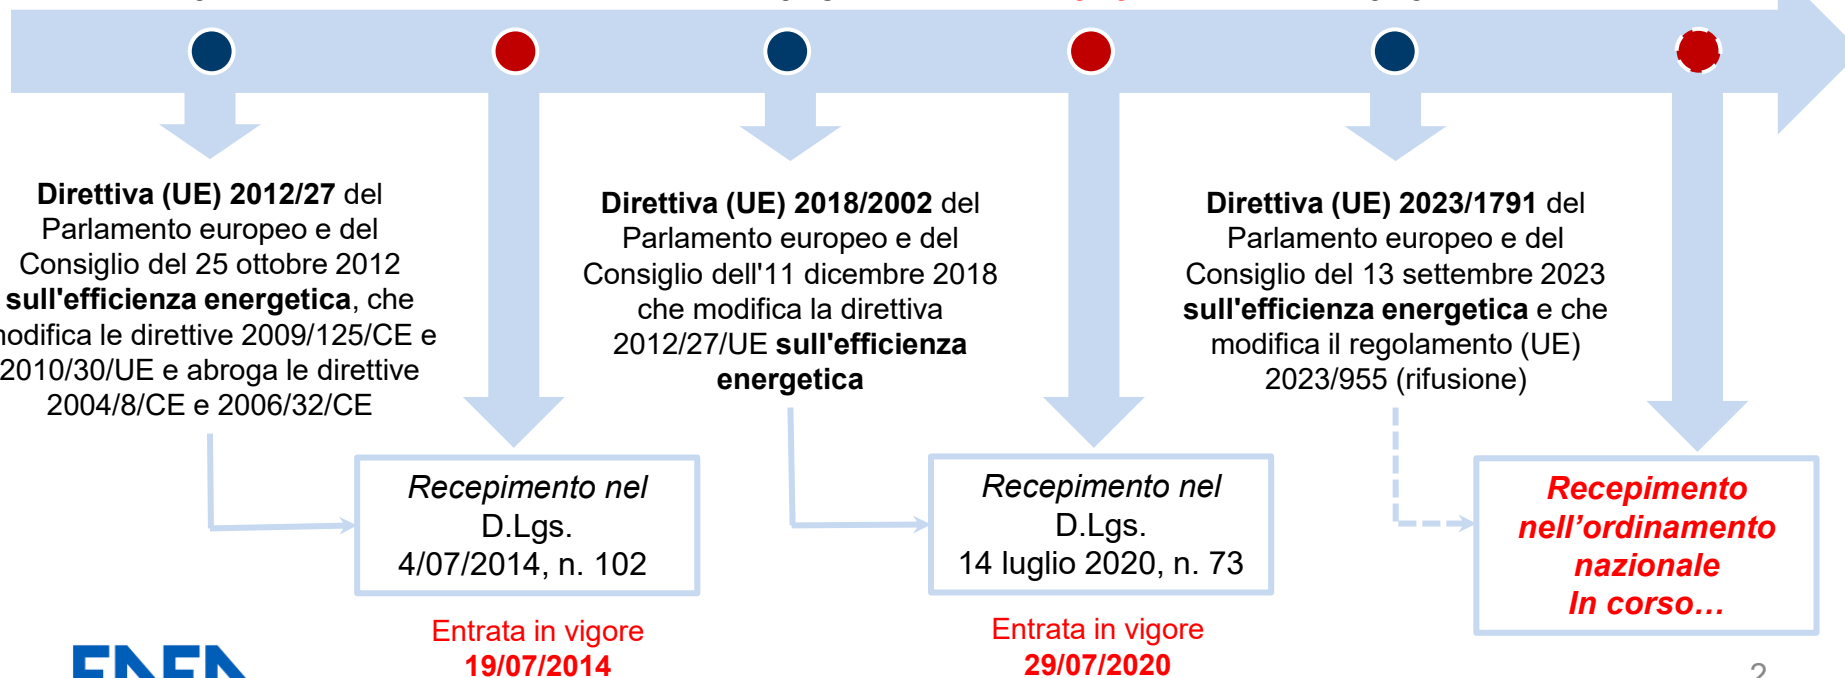 Direttiva (UE) 2012/27 del
Parlamento europeo e del
Consiglio del 25 ottobre 2012
sull'efficienza energetica, che
modifica le direttive 2009/125/CE e
2010/30/UE e abroga le direttive
2004/8/CE e 2006/32/CE
Recepimento nel
D.Lgs.
4/07/2014, n. 102
Entrata in vigore
19/07/2014
Direttiva (UE) 2018/2002 del
Parlamento europeo e del
Consiglio dell'11 dicembre 2018
che modifica la direttiva
2012/27/UE sull'efficienza
energetica
Recepimento nel
D.Lgs.
14 luglio 2020, n. 73
Entrata in vigore
29/07/2020
Direttiva (UE) 2023/1791 del
Parlamento europeo e del
Consiglio del 13 settembre 2023
sull'efficienza energetica e che
modifica il regolamento (UE)
2023/955 (rifusione)
Recepimento
nell’ordinamento
nazionale
In corso…
ENEA
2